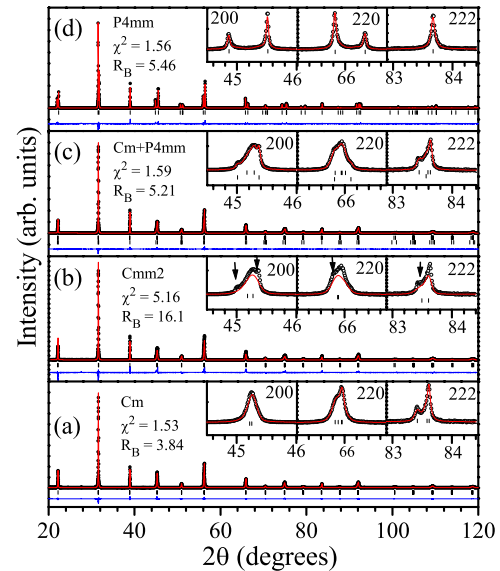 (d) P4mm
χ² = 1.56
R_B = 5.46
200 220 222
45 46 66 83 84
(c) Cm+P4mm
χ² = 1.59
R_B = 5.21
200 220 222
45 46 66 83 84
(b) Cmm2
χ² = 5.16
R_B = 16.1
200 220 222
45 46 66 83 84
(a) Cm
χ² = 1.53
R_B = 3.84
200 220 222
45 46 66 83 84
Intensity (arb. units)
20 40 60 80 100 120
2θ (degrees)